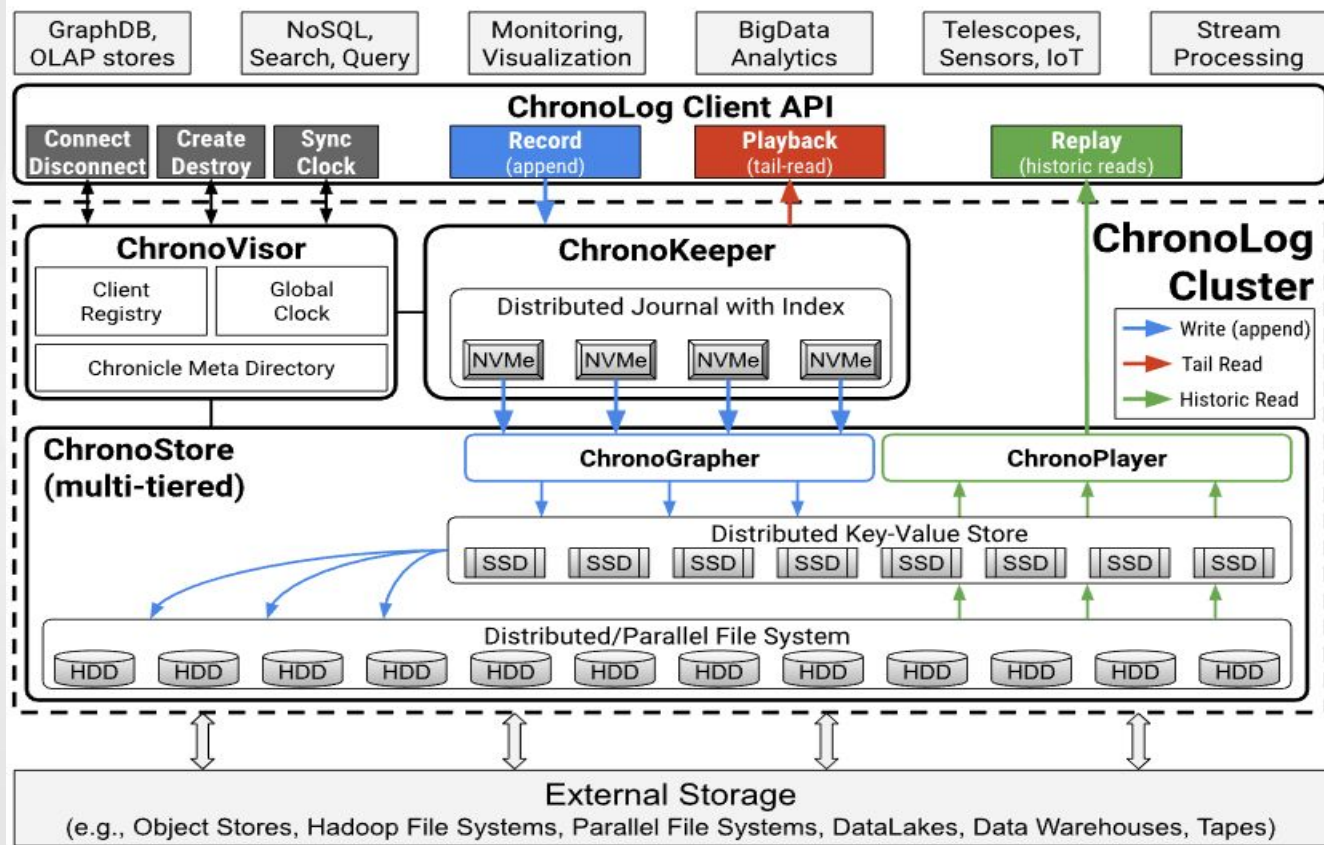 GraphDB,
OLAP stores
NoSQL,
Search, Query
Monitoring,
Visualization
BigData
Analytics
Telescopes,
Sensors, IoT
Stream
Processing
ChronoLog Client API
Connect
Disconnect
Create
Destroy
Sync
Clock
Record
(append)
Playback
(tail-read)
Replay
(historic reads)
ChronoVisor
Client
Registry
Global
Clock
Chronicle Meta Directory
ChronoKeeper
Distributed Journal with Index
NVMe NVMe NVMe NVMe
ChronoLog
Cluster
Write (append)
Tail Read
Historic Read
ChronoStore
(multi-tiered)
ChronoGrapher
ChronoPlayer
Distributed Key-Value Store
SSD SSD SSD SSD SSD SSD SSD SSD
Distributed/Parallel File System
HDD HDD HDD HDD HDD HDD HDD HDD HDD HDD HDD HDD
External Storage
(e.g., Object Stores, Hadoop File Systems, Parallel File Systems, DataLakes, Data Warehouses, Tapes)